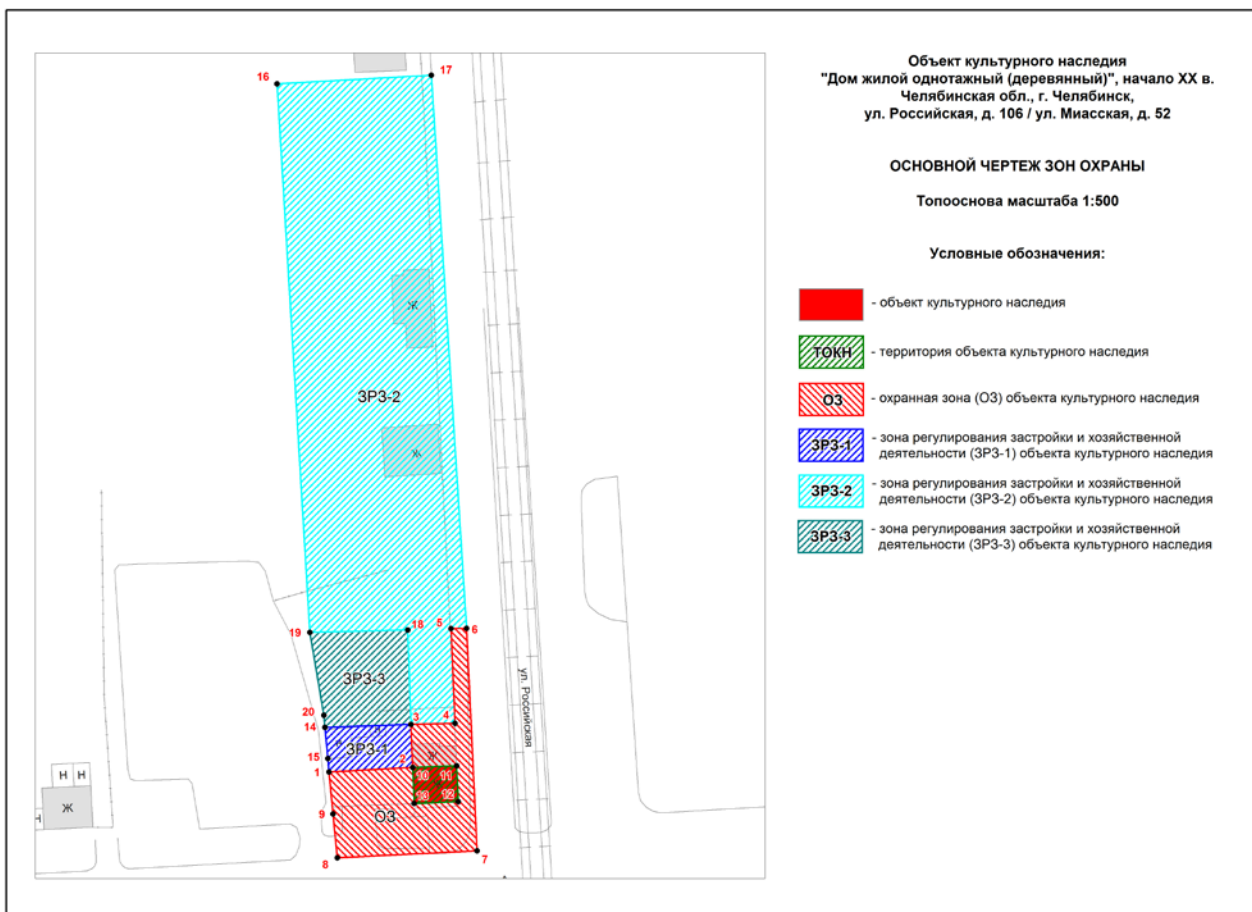 Объект культурного наследия
"Дом жилой однотажный (деревянный)", начало XX в.
Челябинская обл., г. Челябинск,
ул. Российская, д. 106 / ул. Миасская, д. 52
ОСНОВНОЙ ЧЕРТЕЖ ЗОН ОХРАНЫ
Топооснова масштаба 1:500
Условные обозначения:
- объект культурного наследия
ТОКН - территория объекта культурного наследия
ОЗ - охранная зона (ОЗ) объекта культурного наследия
ЗРЗ-1 - зона регулирования застройки и хозяйственной
деятельности (ЗРЗ-1) объекта культурного наследия
ЗРЗ-2 - зона регулирования застройки и хозяйственной
деятельности (ЗРЗ-2) объекта культурного наследия
ЗРЗ-3 - зона регулирования застройки и хозяйственной
деятельности (ЗРЗ-3) объекта культурного наследия
16
17
Ж
ЗРЗ-2
Ж
19
18
5
6
ЗРЗ-3
ул. Российская
20
14
3
4
ЗРЗ-1
15
1
2
Ж
10
11
13
12
Н
Н
Ж
Н
9
ОЗ
8
7